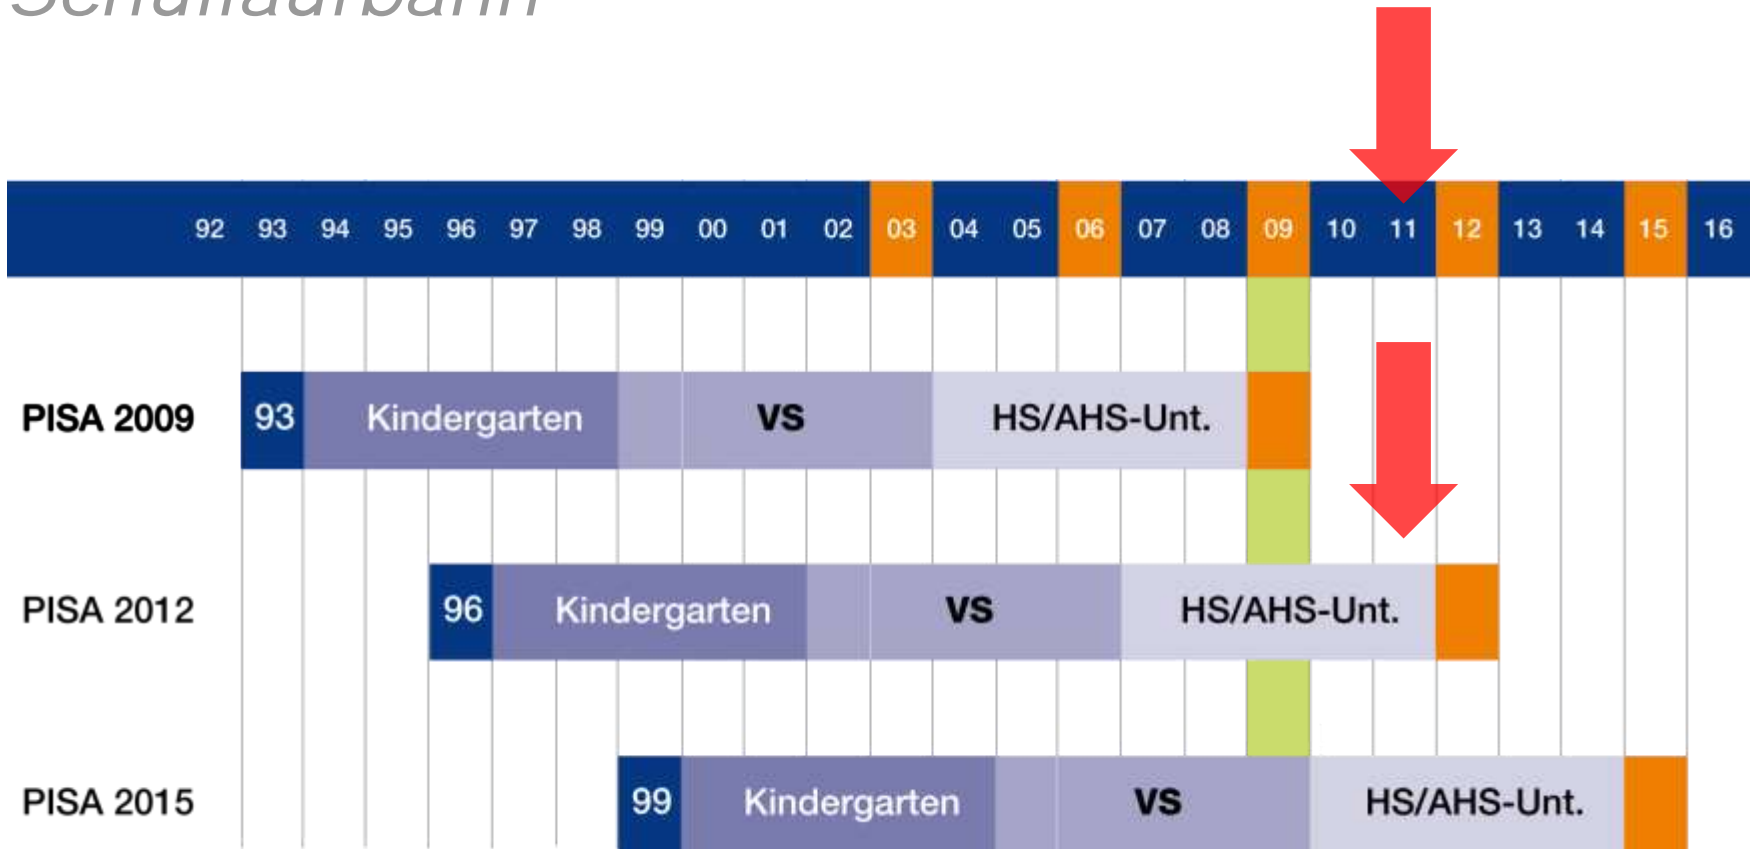 Schullaufbahn
92 93 94 95 96 97 98 99 00 01 02 03 04 05 06 07 08 09 10 11 12 13 14 15 16
PISA 2009 93 Kindergarten VS HS/AHS-Unt.
PISA 2012 96 Kindergarten VS HS/AHS-Unt.
PISA 2015 99 Kindergarten VS HS/AHS-Unt.